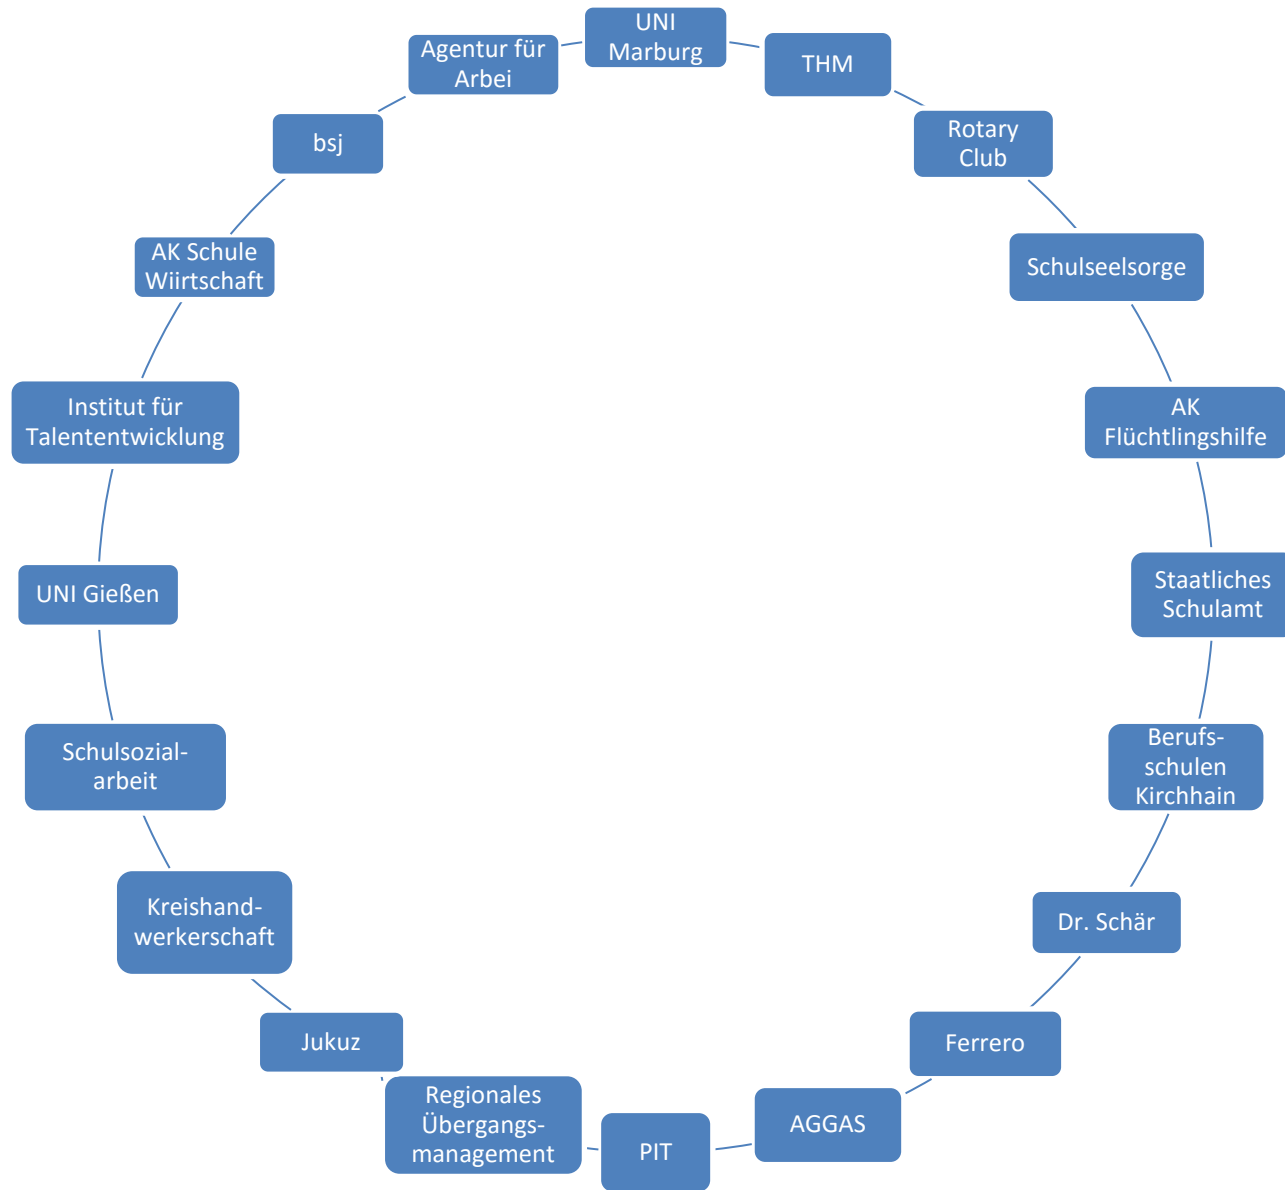 UNI
Marburg
THM
Rotary
Club
Schulseelsorge
AK
Flüchtlingshilfe
Staatliches
Schulamt
Berufs-
schulen
Kirchhain
Dr. Schär
Ferrero
AGGAS
PIT
Regionales
Übergangs-
management
Jukuz
Kreishand-
werkerschaft
Schulsozial-
arbeit
UNI Gießen
Institut für
Talententwicklung
AK Schule
Wiirtschaft
bsj
Agentur für
Arbei